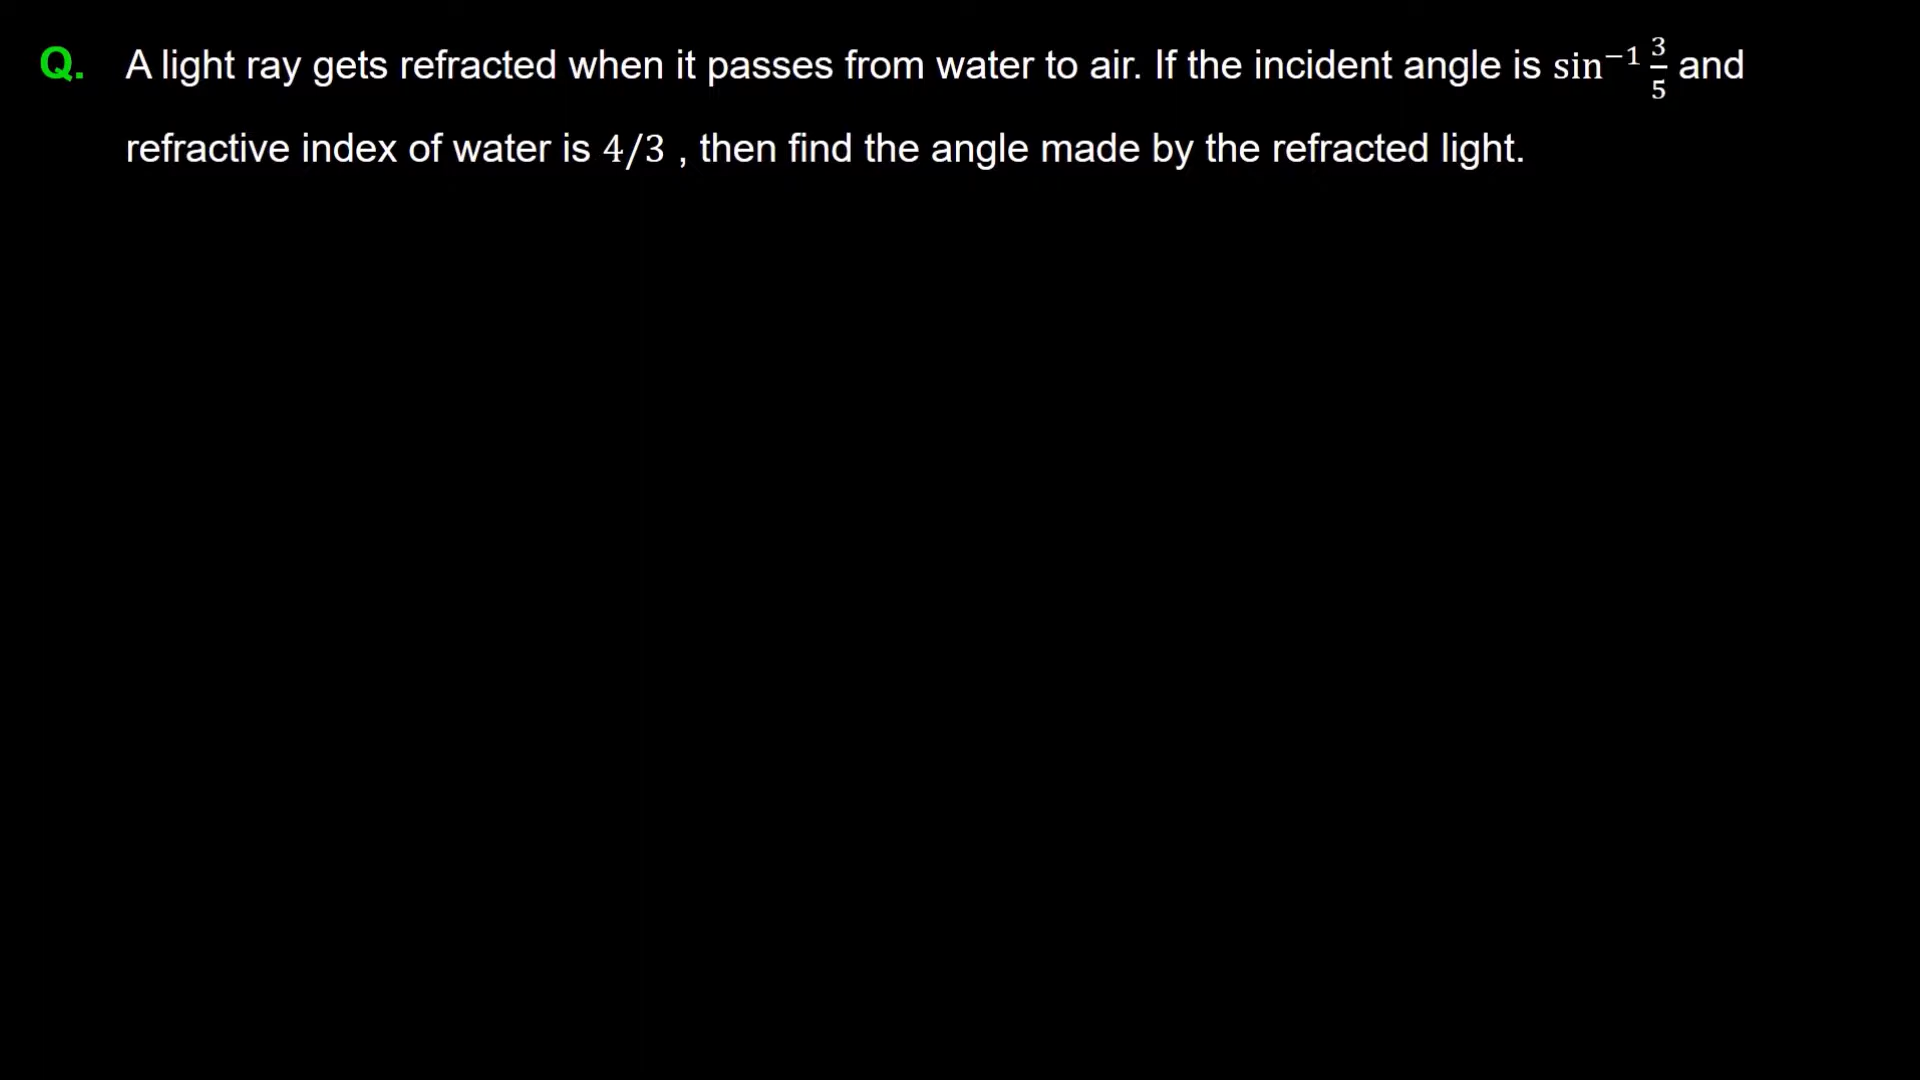 Q. A light ray gets refracted when it passes from water to air. If the incident angle is sin⁻¹ 3/5 and
refractive index of water is 4/3 , then find the angle made by the refracted light.